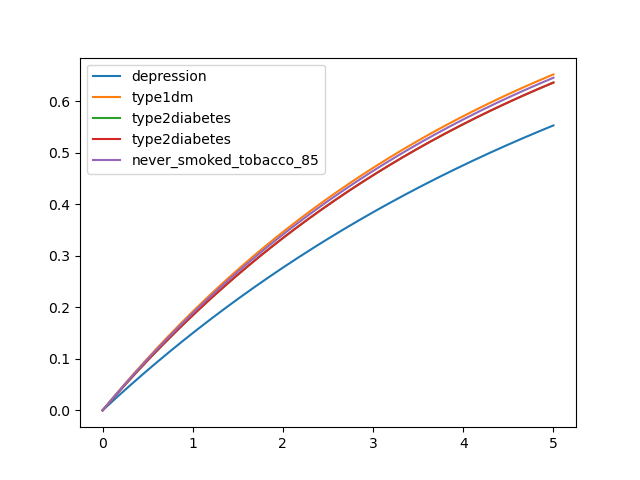 depression
type1dm
type2diabetes
type2diabetes
never_smoked_tobacco_85
0.6
0.5
0.4
0.3
0.2
0.1
0.0
0 1 2 3 4 5